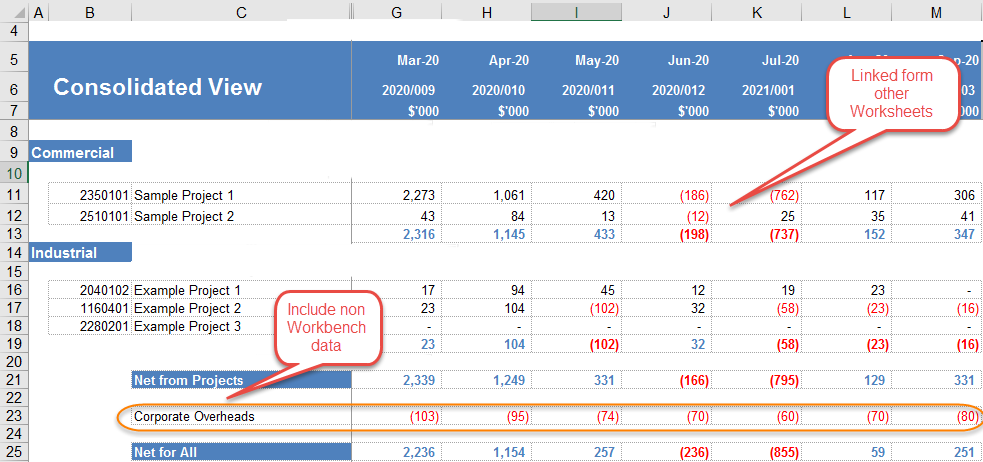 A B C G H I J K L M
4
5 Mar-20 Apr-20 May-20 Jun-20 Jul-20 p-20
6 Consolidated View 2020/009 2020/010 2020/011 2020/012 2021/001 03
7 $'000 $'000 $'000 $'000 $'000 000
Linked form
other
Worksheets
8
9 Commercial
10
11 2350101 Sample Project 1 2,273 1,061 420 (186) (762) 117 306
12 2510101 Sample Project 2 43 84 13 (12) 25 35 41
13 2,316 1,145 433 (198) (737) 152 347
14 Industrial
15
16 2040102 Example Project 1 17 94 45 12 19 23 -
17 1160401 Example Project 2 23 104 (102) 32 (58) (23) (16)
18 2280201 Example Project 3 - - - - - - -
Include non
Workbench
data
19 23 104 (102) 32 (58) (23) (16)
20
21 Net from Projects 2,339 1,249 331 (166) (795) 129 331
22
23 Corporate Overheads (103) (95) (74) (70) (60) (70) (80)
24
25 Net for All 2,236 1,154 257 (236) (855) 59 251